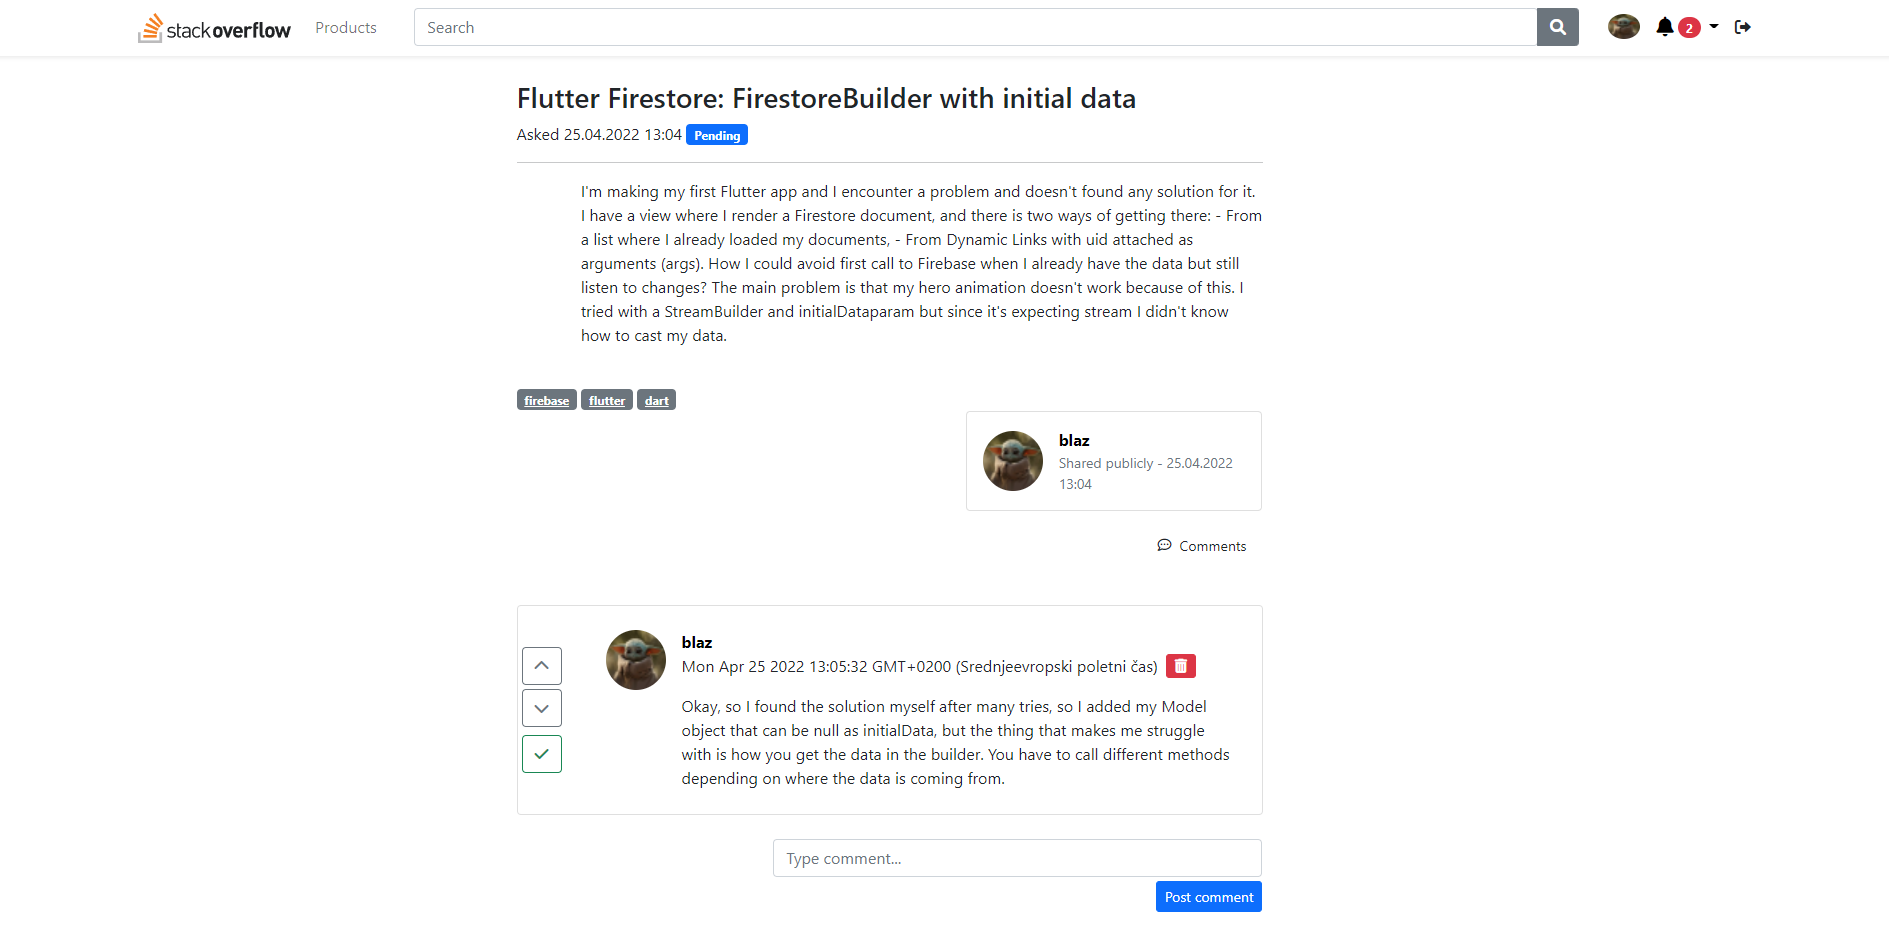 stackoverflow Products Search 2
Flutter Firestore: FirestoreBuilder with initial data
Asked 25.04.2022 13:04 Pending
I'm making my first Flutter app and I encounter a problem and doesn't found any solution for it.
I have a view where I render a Firestore document, and there is two ways of getting there: - From
a list where I already loaded my documents, - From Dynamic Links with uid attached as
arguments (args). How I could avoid first call to Firebase when I already have the data but still
listen to changes? The main problem is that my hero animation doesn't work because of this. I
tried with a StreamBuilder and initialDataparam but since it's expecting stream I didn't know
how to cast my data.
firebase flutter dart
blaz
Shared publicly - 25.04.2022
13:04
Comments
blaz
Mon Apr 25 2022 13:05:32 GMT+0200 (Srednjeevropski poletni čas)
Okay, so I found the solution myself after many tries, so I added my Model
object that can be null as initialData, but the thing that makes me struggle
with is how you get the data in the builder. You have to call different methods
depending on where the data is coming from.
Type comment...
Post comment